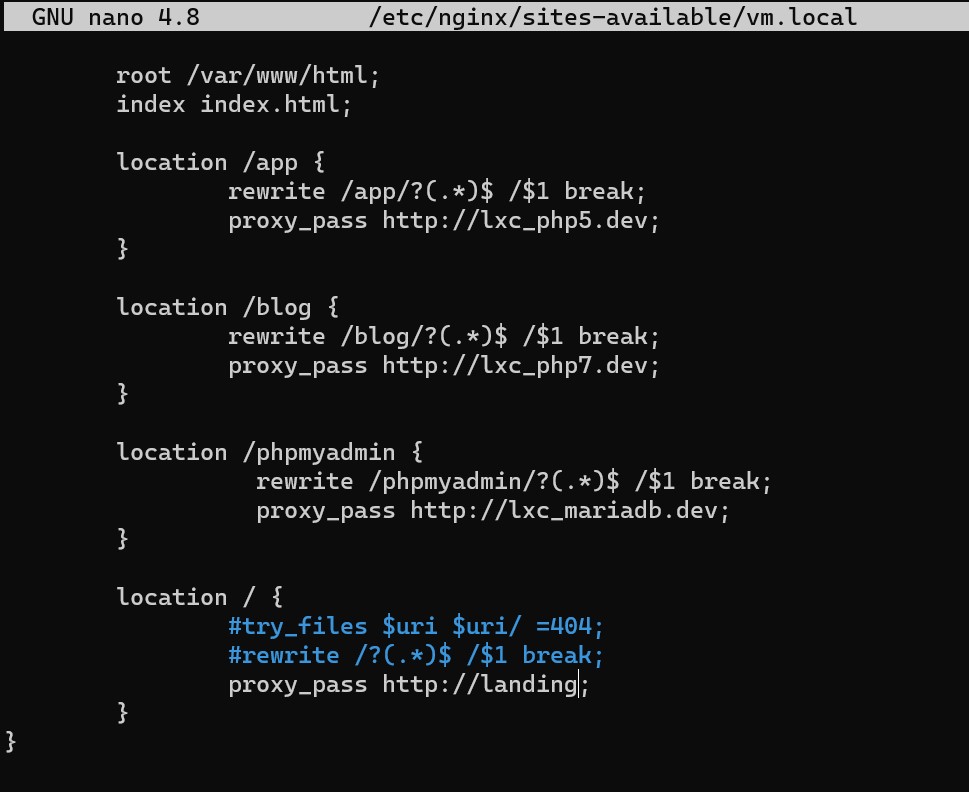 GNU nano 4.8 /etc/nginx/sites-available/vm.local
root /var/www/html;
index index.html;
location /app {
rewrite /app/?(.*)$ /$1 break;
proxy_pass http://lxc_php5.dev;
}
location /blog {
rewrite /blog/?(.*)$ /$1 break;
proxy_pass http://lxc_php7.dev;
}
location /phpmyadmin {
rewrite /phpmyadmin/?(.*)$ /$1 break;
proxy_pass http://lxc_mariadb.dev;
}
location / {
#try_files $uri $uri/ =404;
#rewrite /?(.*)$ /$1 break;
proxy_pass http://landing;
}
}